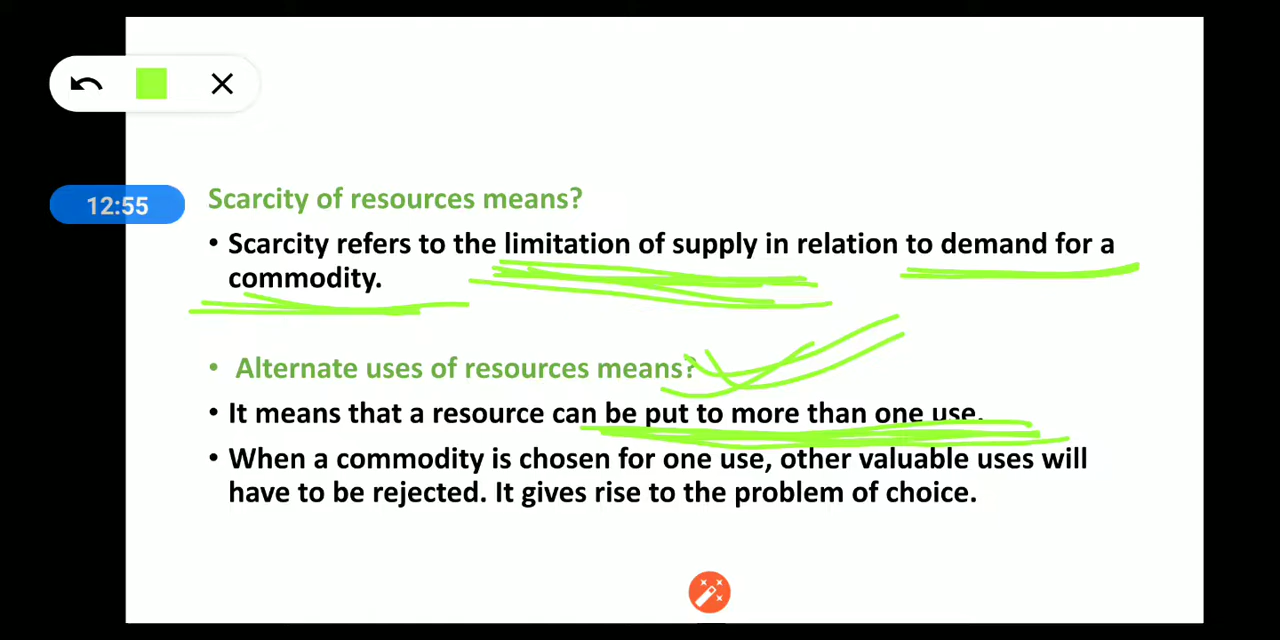 12:55
Scarcity of resources means?
• Scarcity refers to the limitation of supply in relation to demand for a
commodity.
• Alternate uses of resources means?
• It means that a resource can be put to more than one use.
• When a commodity is chosen for one use, other valuable uses will
have to be rejected. It gives rise to the problem of choice.